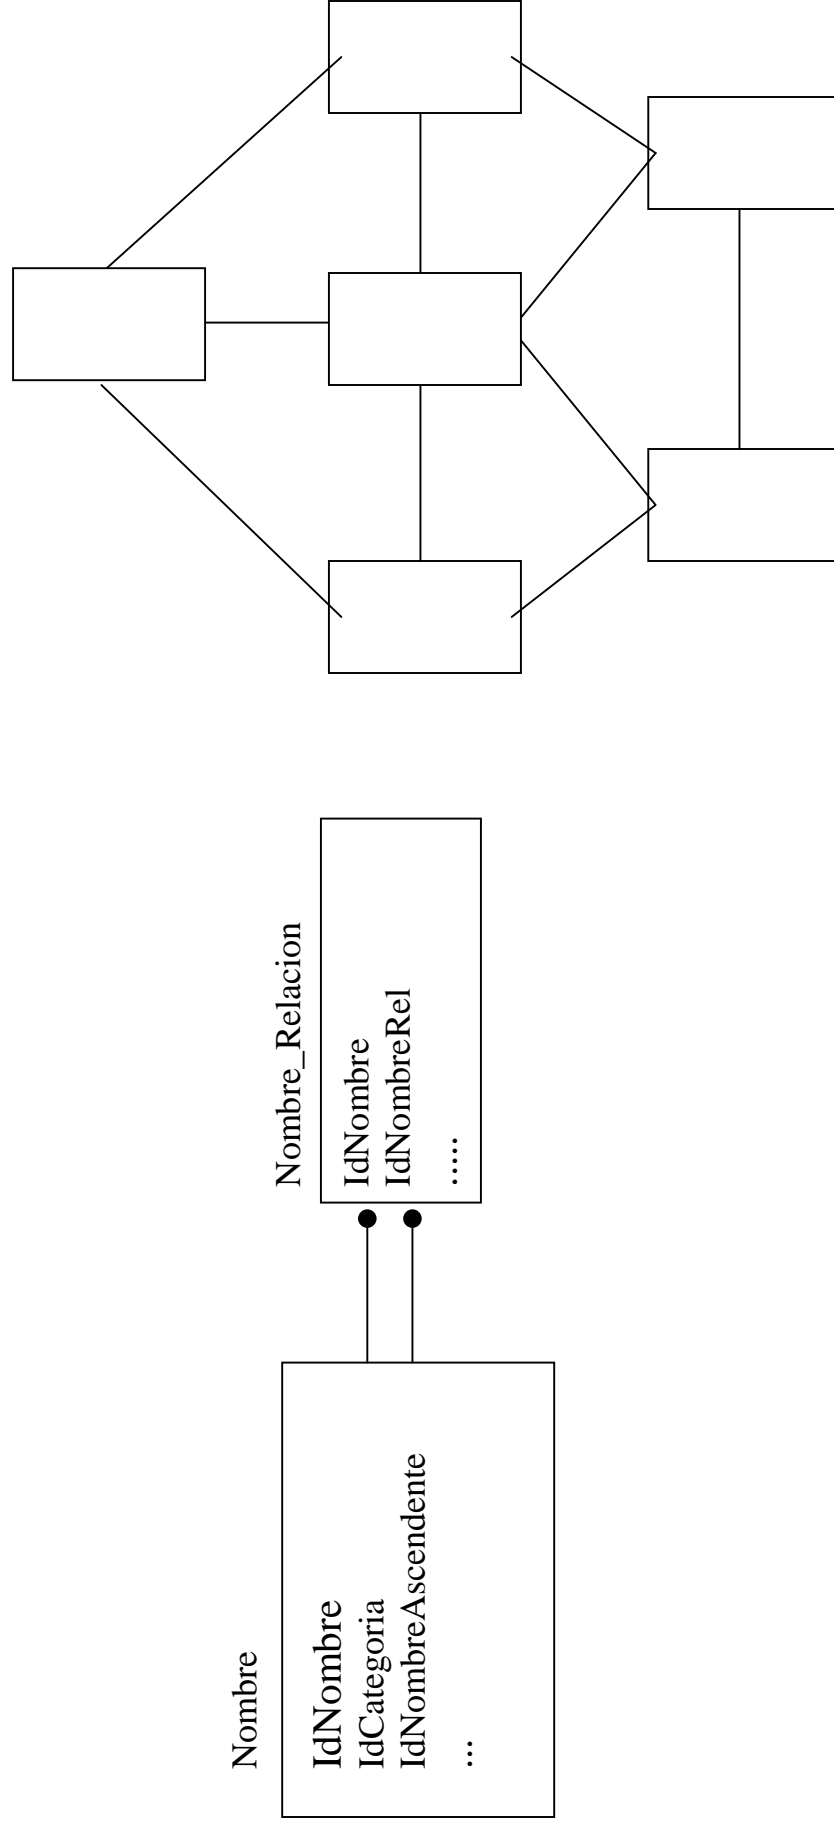 Nombre
IdNombre
IdCategoria
IdNombreAscendente
...
Nombre_Relacion
IdNombre
IdNombreRel
.....